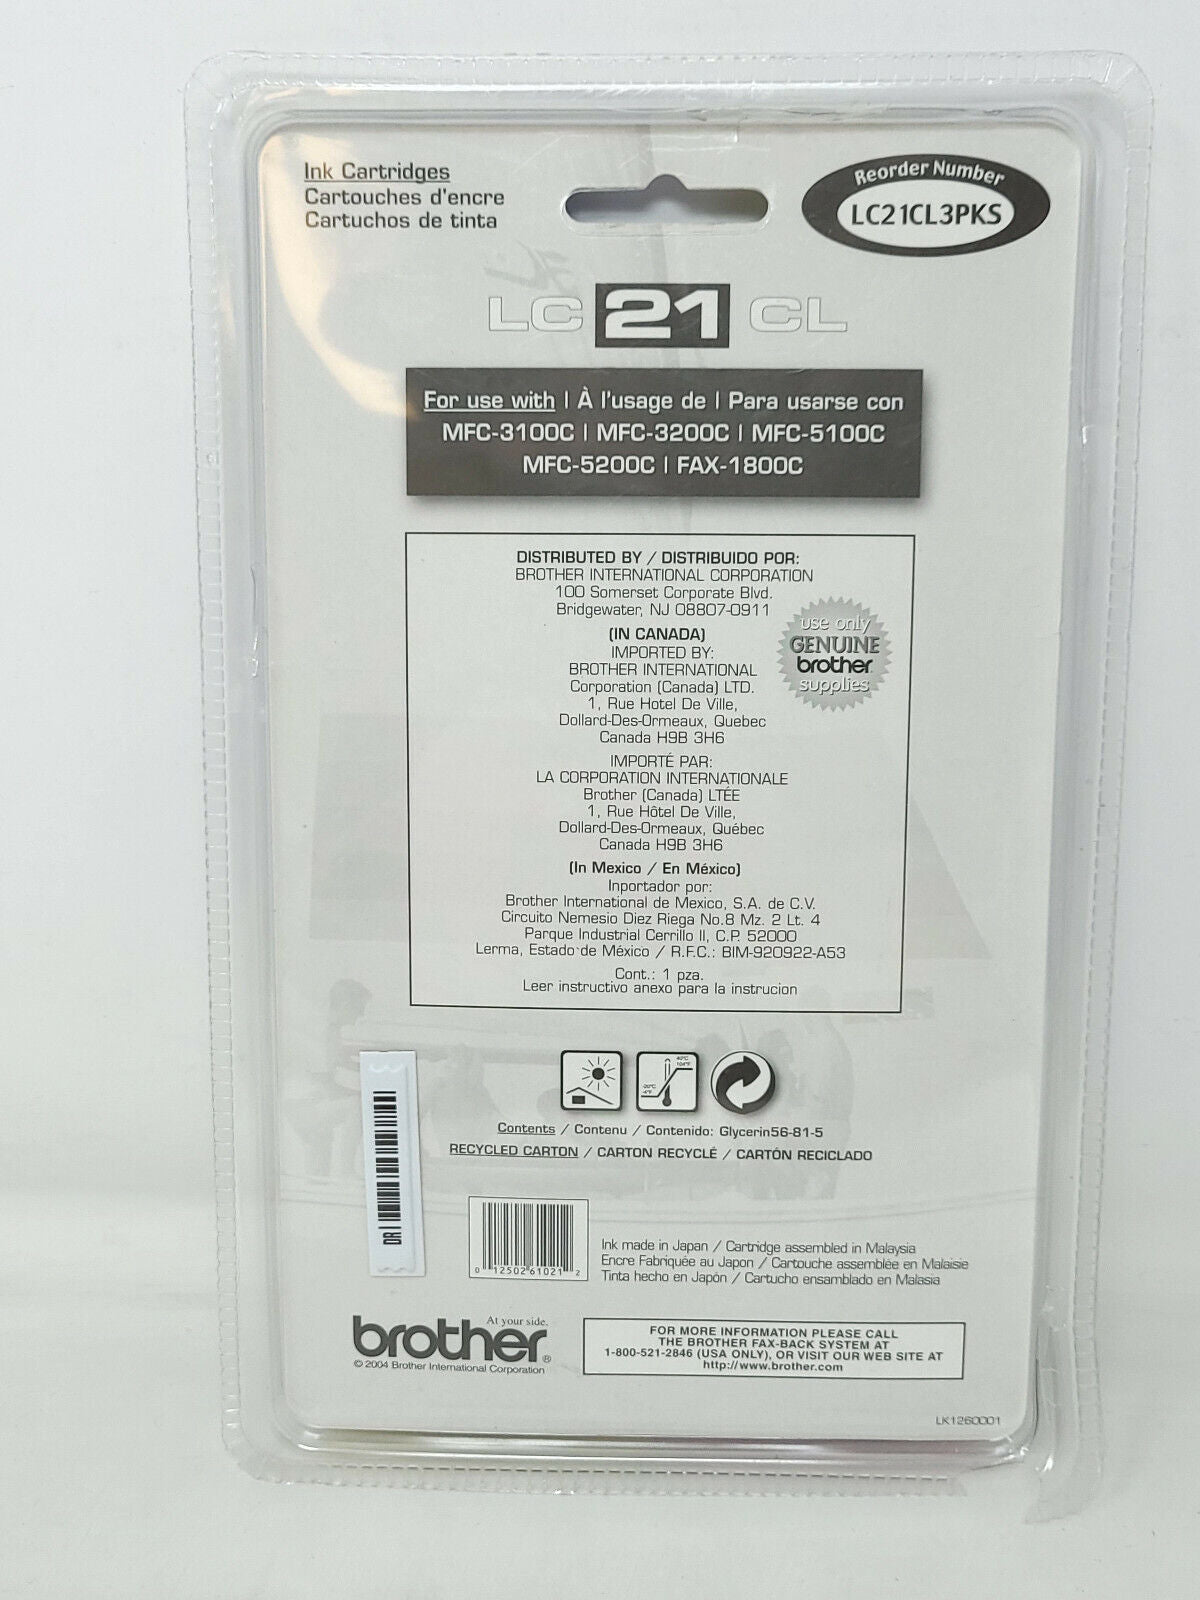 Ink Cartridges
Cartouches d'encre
Cartuchos de tinta
Reorder Number
LC21CL3PKS
LC 21 CL
For use with | À l'usage de | Para usarse con
MFC-3100C | MFC-3200C | MFC-5100C
MFC-5200C | FAX-1800C
DISTRIBUTED BY / DISTRIBUIDO POR:
BROTHER INTERNATIONAL CORPORATION
100 Somerset Corporate Blvd.
Bridgewater, NJ 08807-0911
(IN CANADA)
IMPORTED BY:
BROTHER INTERNATIONAL
Corporation (Canada) LTD.
1, Rue Hotel De Ville,
Dollard-Des-Ormeaux, Quebec
Canada H9B 3H6
use only
GENUINE
brother
supplies
IMPORTÉ PAR:
LA CORPORATION INTERNATIONALE
Brother (Canada) LTÉE
1, Rue Hôtel De Ville,
Dollard-Des-Ormeaux, Québec
Canada H9B 3H6
(In Mexico / En México)
Inportador por:
Brother International de Mexico, S.A. de C.V.
Circuito Nemesio Diez Riega No.8 Mz. 2 Lt. 4
Parque Industrial Cerrillo II, C.P. 52000
Lerma, Estado de México / R.F.C.: BIM-920922-A53
Cont.: 1 pza.
Leer instructivo anexo para la instrucion
40°C
104°F
-20°C
-4°F
Contents / Contenu / Contenido: Glycerin56-81-5
RECYCLED CARTON / CARTON RECYCLÉ / CARTÓN RECICLADO
DR
0 12502 61021 2
Ink made in Japan / Cartridge assembled in Malaysia
Encre Fabriquée au Japon / Cartouche assemblée en Malaisie
Tinta hecho en Japón / Cartucho ensamblado en Malasia
At your side.
brother®
© 2004 Brother International Corporation
FOR MORE INFORMATION PLEASE CALL
THE BROTHER FAX-BACK SYSTEM AT
1-800-521-2846 (USA ONLY), OR VISIT OUR WEB SITE AT
http://www.brother.com
LK1260001